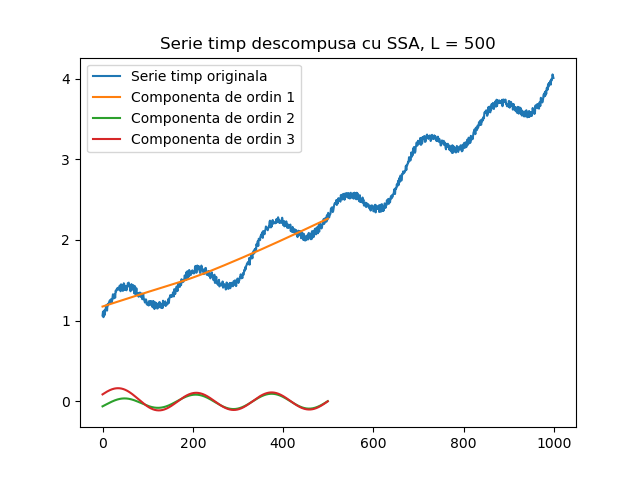 Serie timp descompusa cu SSA, L = 500
Serie timp originala
Componenta de ordin 1
Componenta de ordin 2
Componenta de ordin 3
4
3
2
1
0
0 200 400 600 800 1000